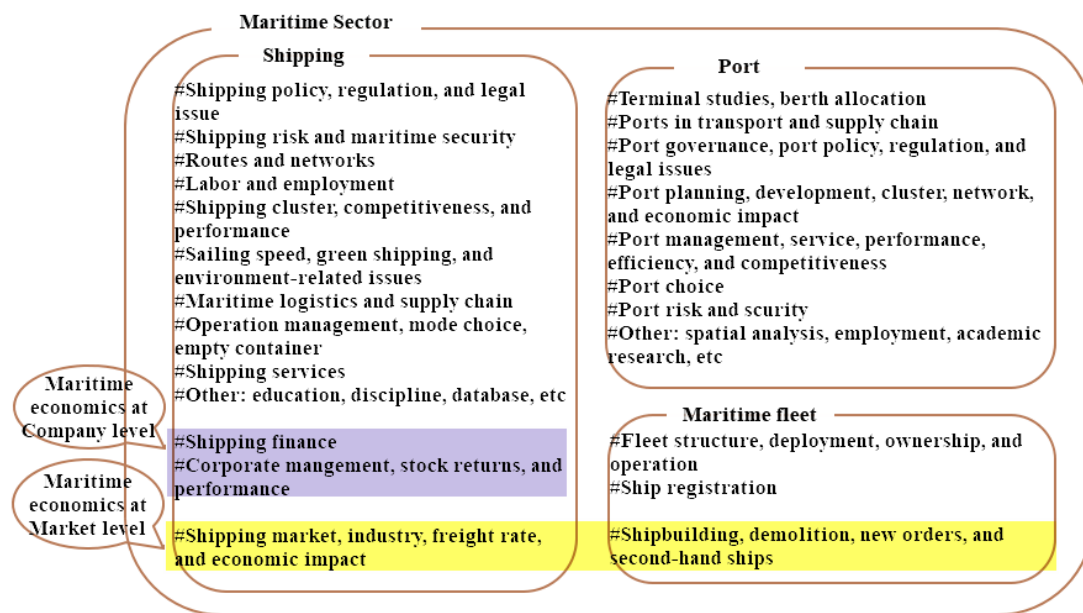 Maritime Sector
Shipping
#Shipping policy, regulation, and legal
issue
#Shipping risk and maritime security
#Routes and networks
#Labor and employment
#Shipping cluster, competitiveness, and
performance
#Sailing speed, green shipping, and
environment-related issues
#Maritime logistics and supply chain
#Operation management, mode choice,
empty container
#Shipping services
#Other: education, discipline, database, etc
#Shipping finance
#Corporate mangement, stock returns, and
performance
#Shipping market, industry, freight rate,
and economic impact
Port
#Terminal studies, berth allocation
#Ports in transport and supply chain
#Port governance, port policy, regulation, and
legal issues
#Port planning, development, cluster, network,
and economic impact
#Port management, service, performance,
efficiency, and competitiveness
#Port choice
#Port risk and scurity
#Other: spatial analysis, employment, academic
research, etc
Maritime fleet
#Fleet structure, deployment, ownership, and
operation
#Ship registration
#Shipbuilding, demolition, new orders, and
second-hand ships
Maritime
economics at
Company level
Maritime
economics at
Market level